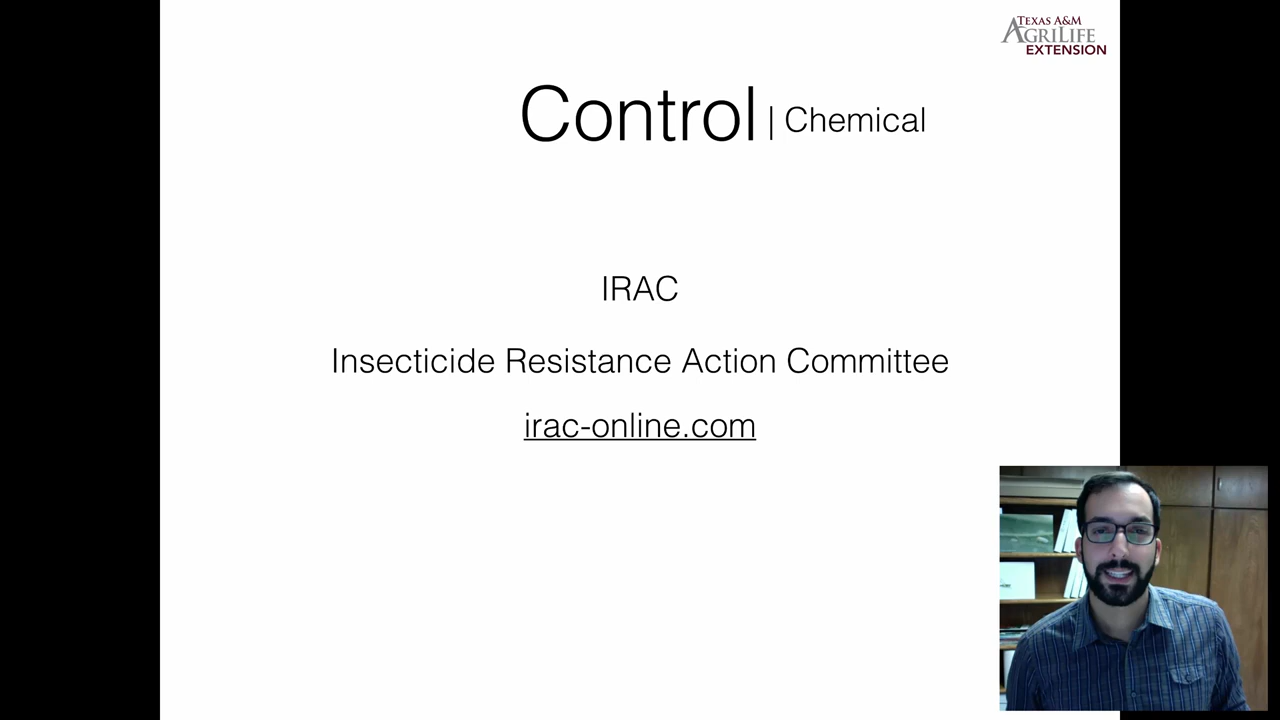 TEXAS A&M
AGRILIFE
EXTENSION
Control | Chemical
IRAC
Insecticide Resistance Action Committee
irac-online.com